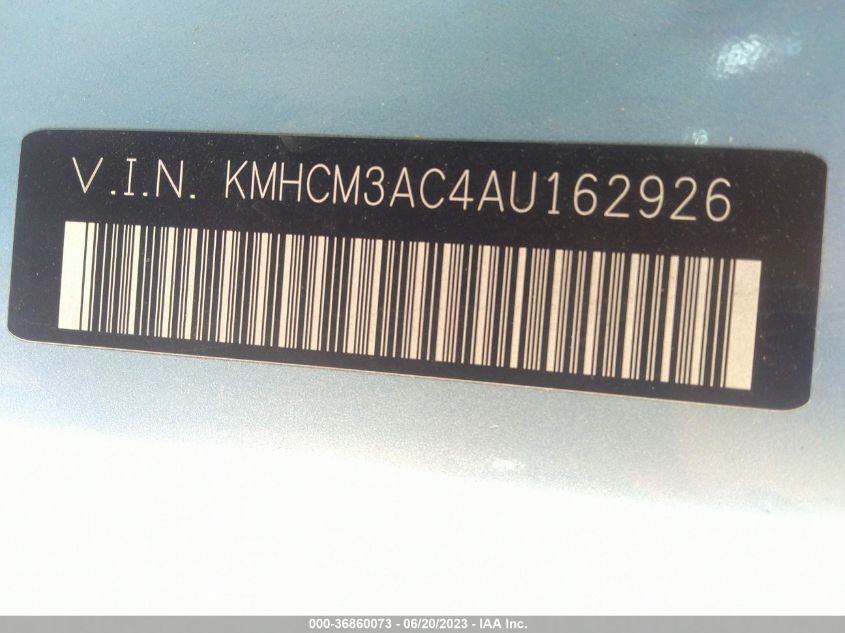 V.I.N. KMHCM3AC4AU162926
000-36860073 - 06/20/2023 - IAA Inc.